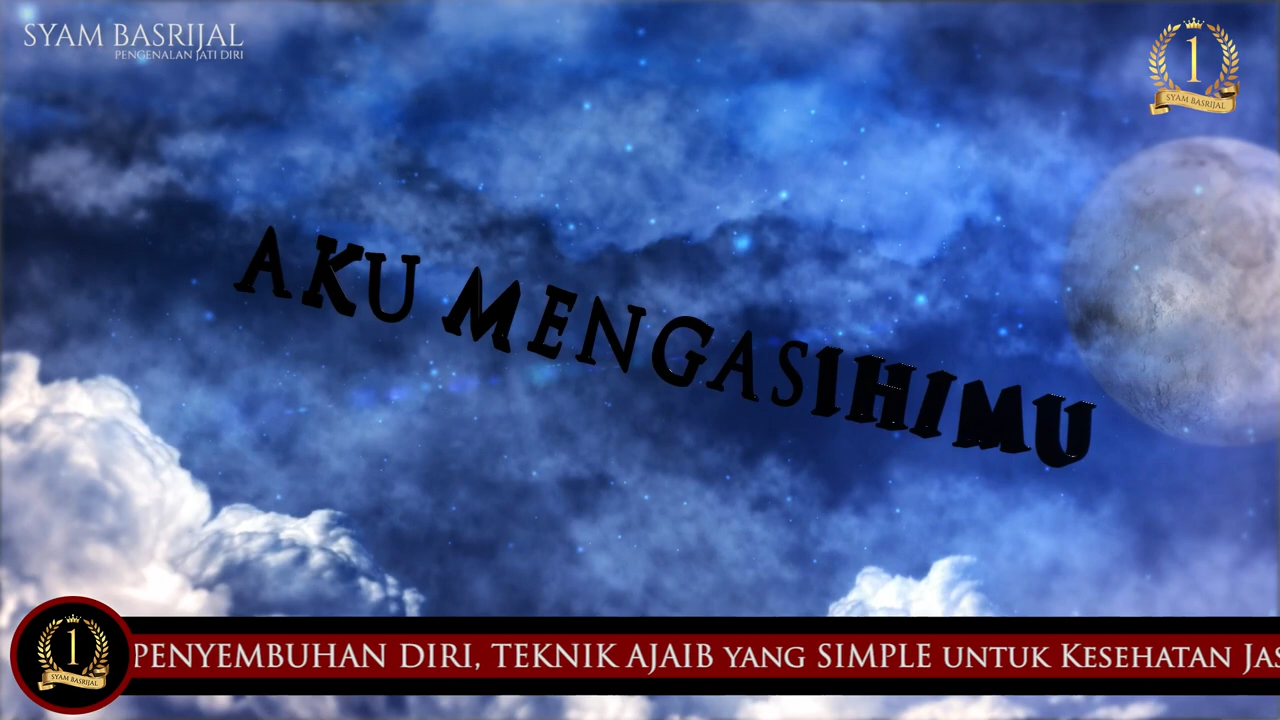 SYAM BASRIJAL
PENGENALAN JATI DIRI
1
SYAM BASRIJAL
AKU MENGASIHIMU
1
SYAM BASRIJAL
PENYEMBUHAN DIRI, TEKNIK AJAIB YANG SIMPLE UNTUK KESEHATAN